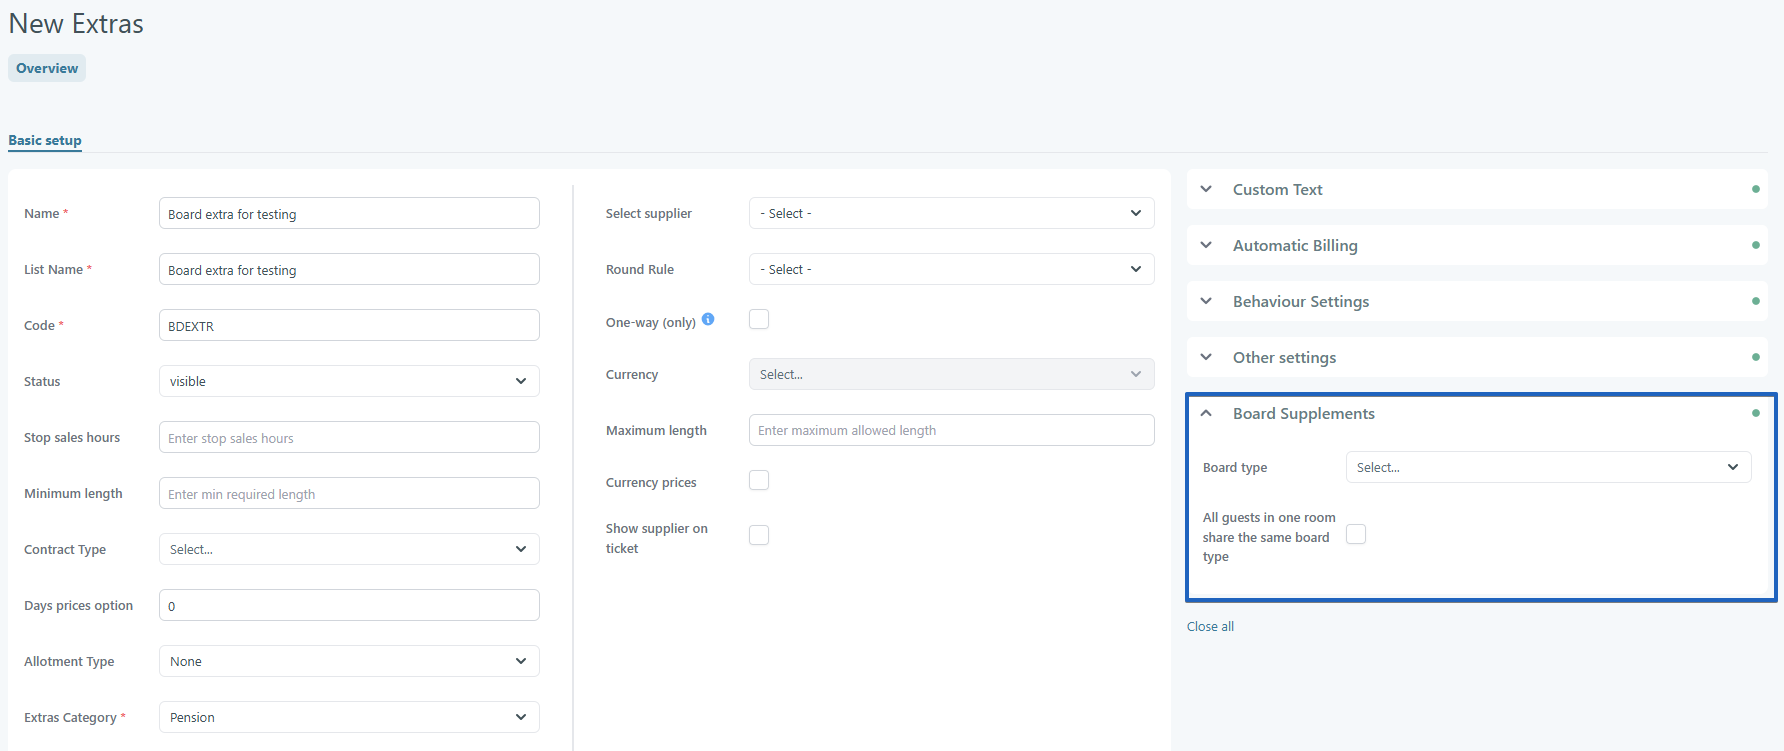 New Extras
Overview
Basic setup
Name *
Board extra for testing
List Name *
Board extra for testing
Code *
BDEXTR
Status
visible
Stop sales hours
Enter stop sales hours
Minimum length
Enter min required length
Contract Type
Select...
Days prices option
0
Allotment Type
None
Extras Category *
Pension
Select supplier
- Select -
Round Rule
- Select -
One-way (only)
Currency
Select...
Maximum length
Enter maximum allowed length
Currency prices
Show supplier on
ticket
Custom Text
Automatic Billing
Behaviour Settings
Other settings
Board Supplements
Board type
Select...
All guests in one room
share the same board
type
Close all